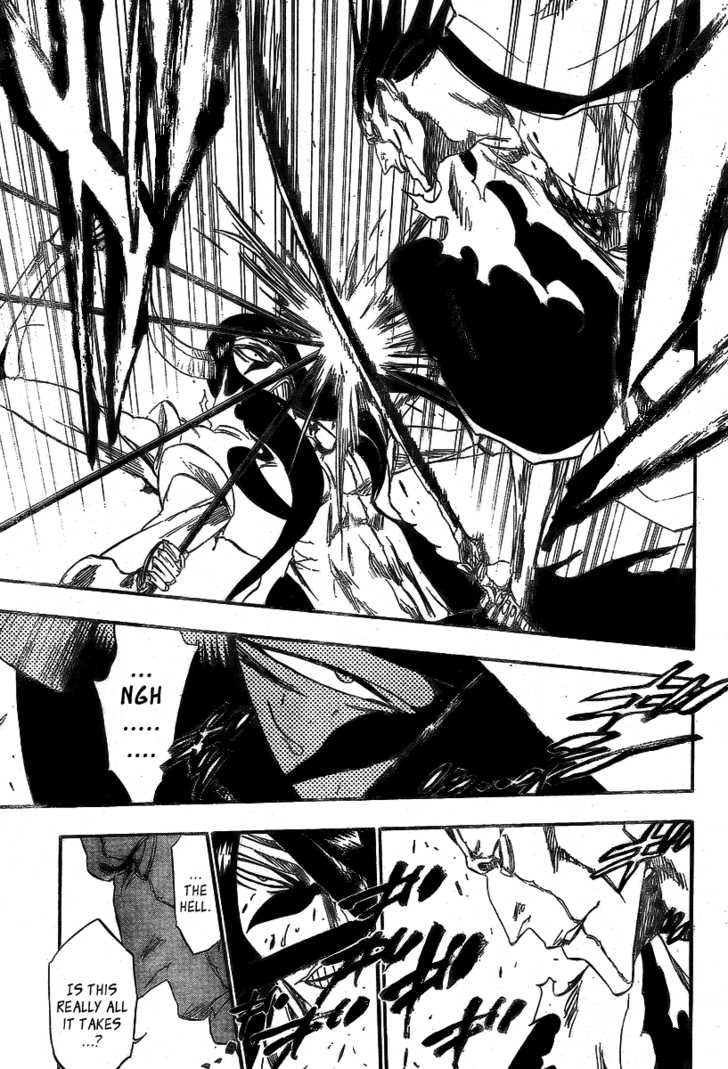 ...
NGH
.....
....
...
THE
HELL.
IS THIS
REALLY ALL
IT TAKES
...?